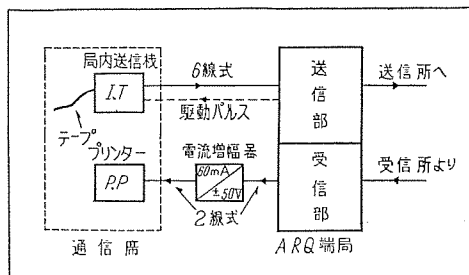 局内送信機
I.T
6線式
駆動パルス
テープ
プリンター
P.P
電流増幅器
60mA
±50V
2線式
通信席
送信部
受信部
送信所へ
受信所より
ARQ端局